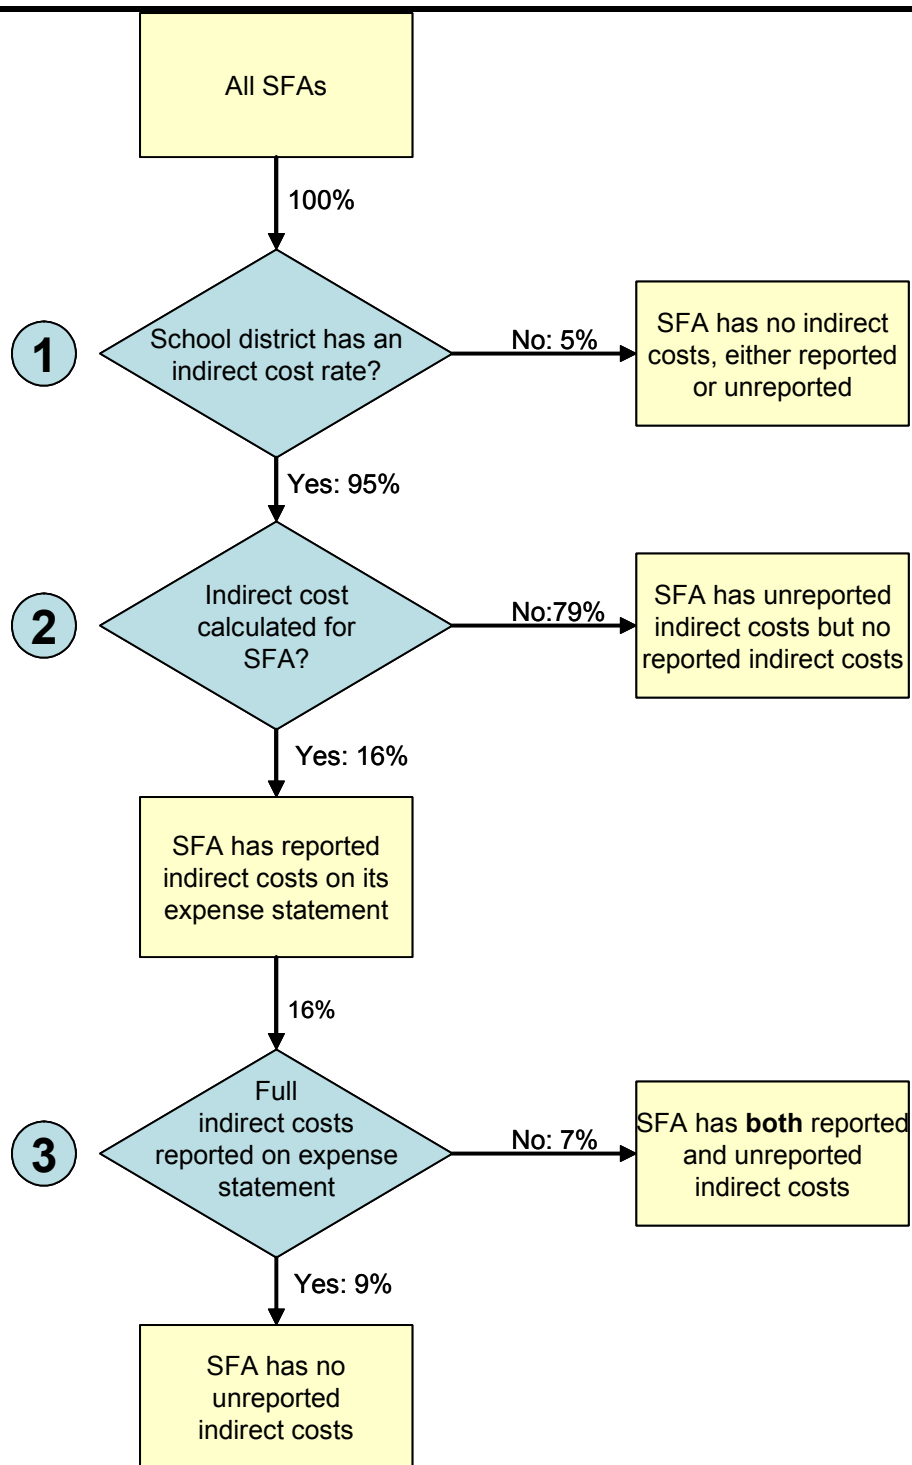 All SFAs
100%
1
School district has an
indirect cost rate?
No: 5%
SFA has no indirect
costs, either reported
or unreported
Yes: 95%
2
Indirect cost
calculated for
SFA?
No:79%
SFA has unreported
indirect costs but no
reported indirect costs
Yes: 16%
SFA has reported
indirect costs on its
expense statement
16%
3
Full
indirect costs
reported on expense
statement
No: 7%
SFA has both reported
and unreported
indirect costs
Yes: 9%
SFA has no
unreported
indirect costs